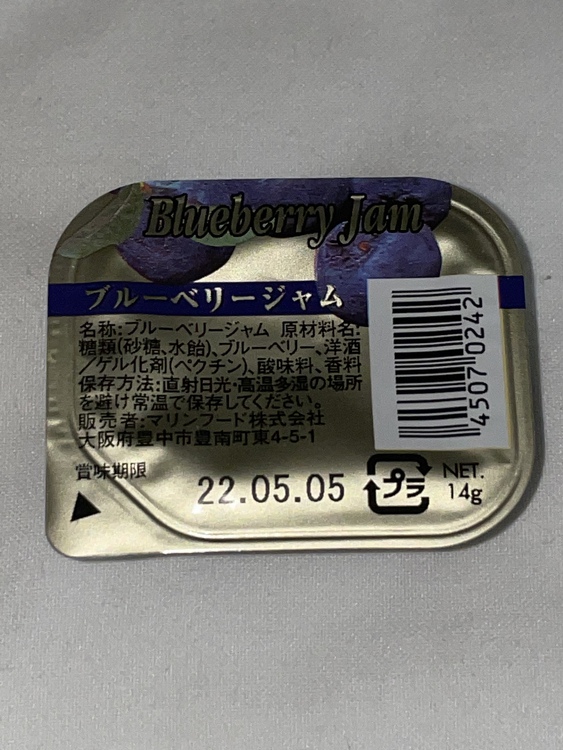 Blueberry Jam
ブルーベリージャム
名称:ブルーベリージャム 原材料名:
糖類(砂糖、水飴)、ブルーベリー、洋酒
/ゲル化剤(ペクチン)、酸味料、香料
保存方法:直射日光・高温多湿の場所
を避け常温で保存してください。
販売者:マリンフード株式会社
大阪府豊中市豊南町東4-5-1
賞味期限
22.05.05
プラ
NET.
14g
4507 0242